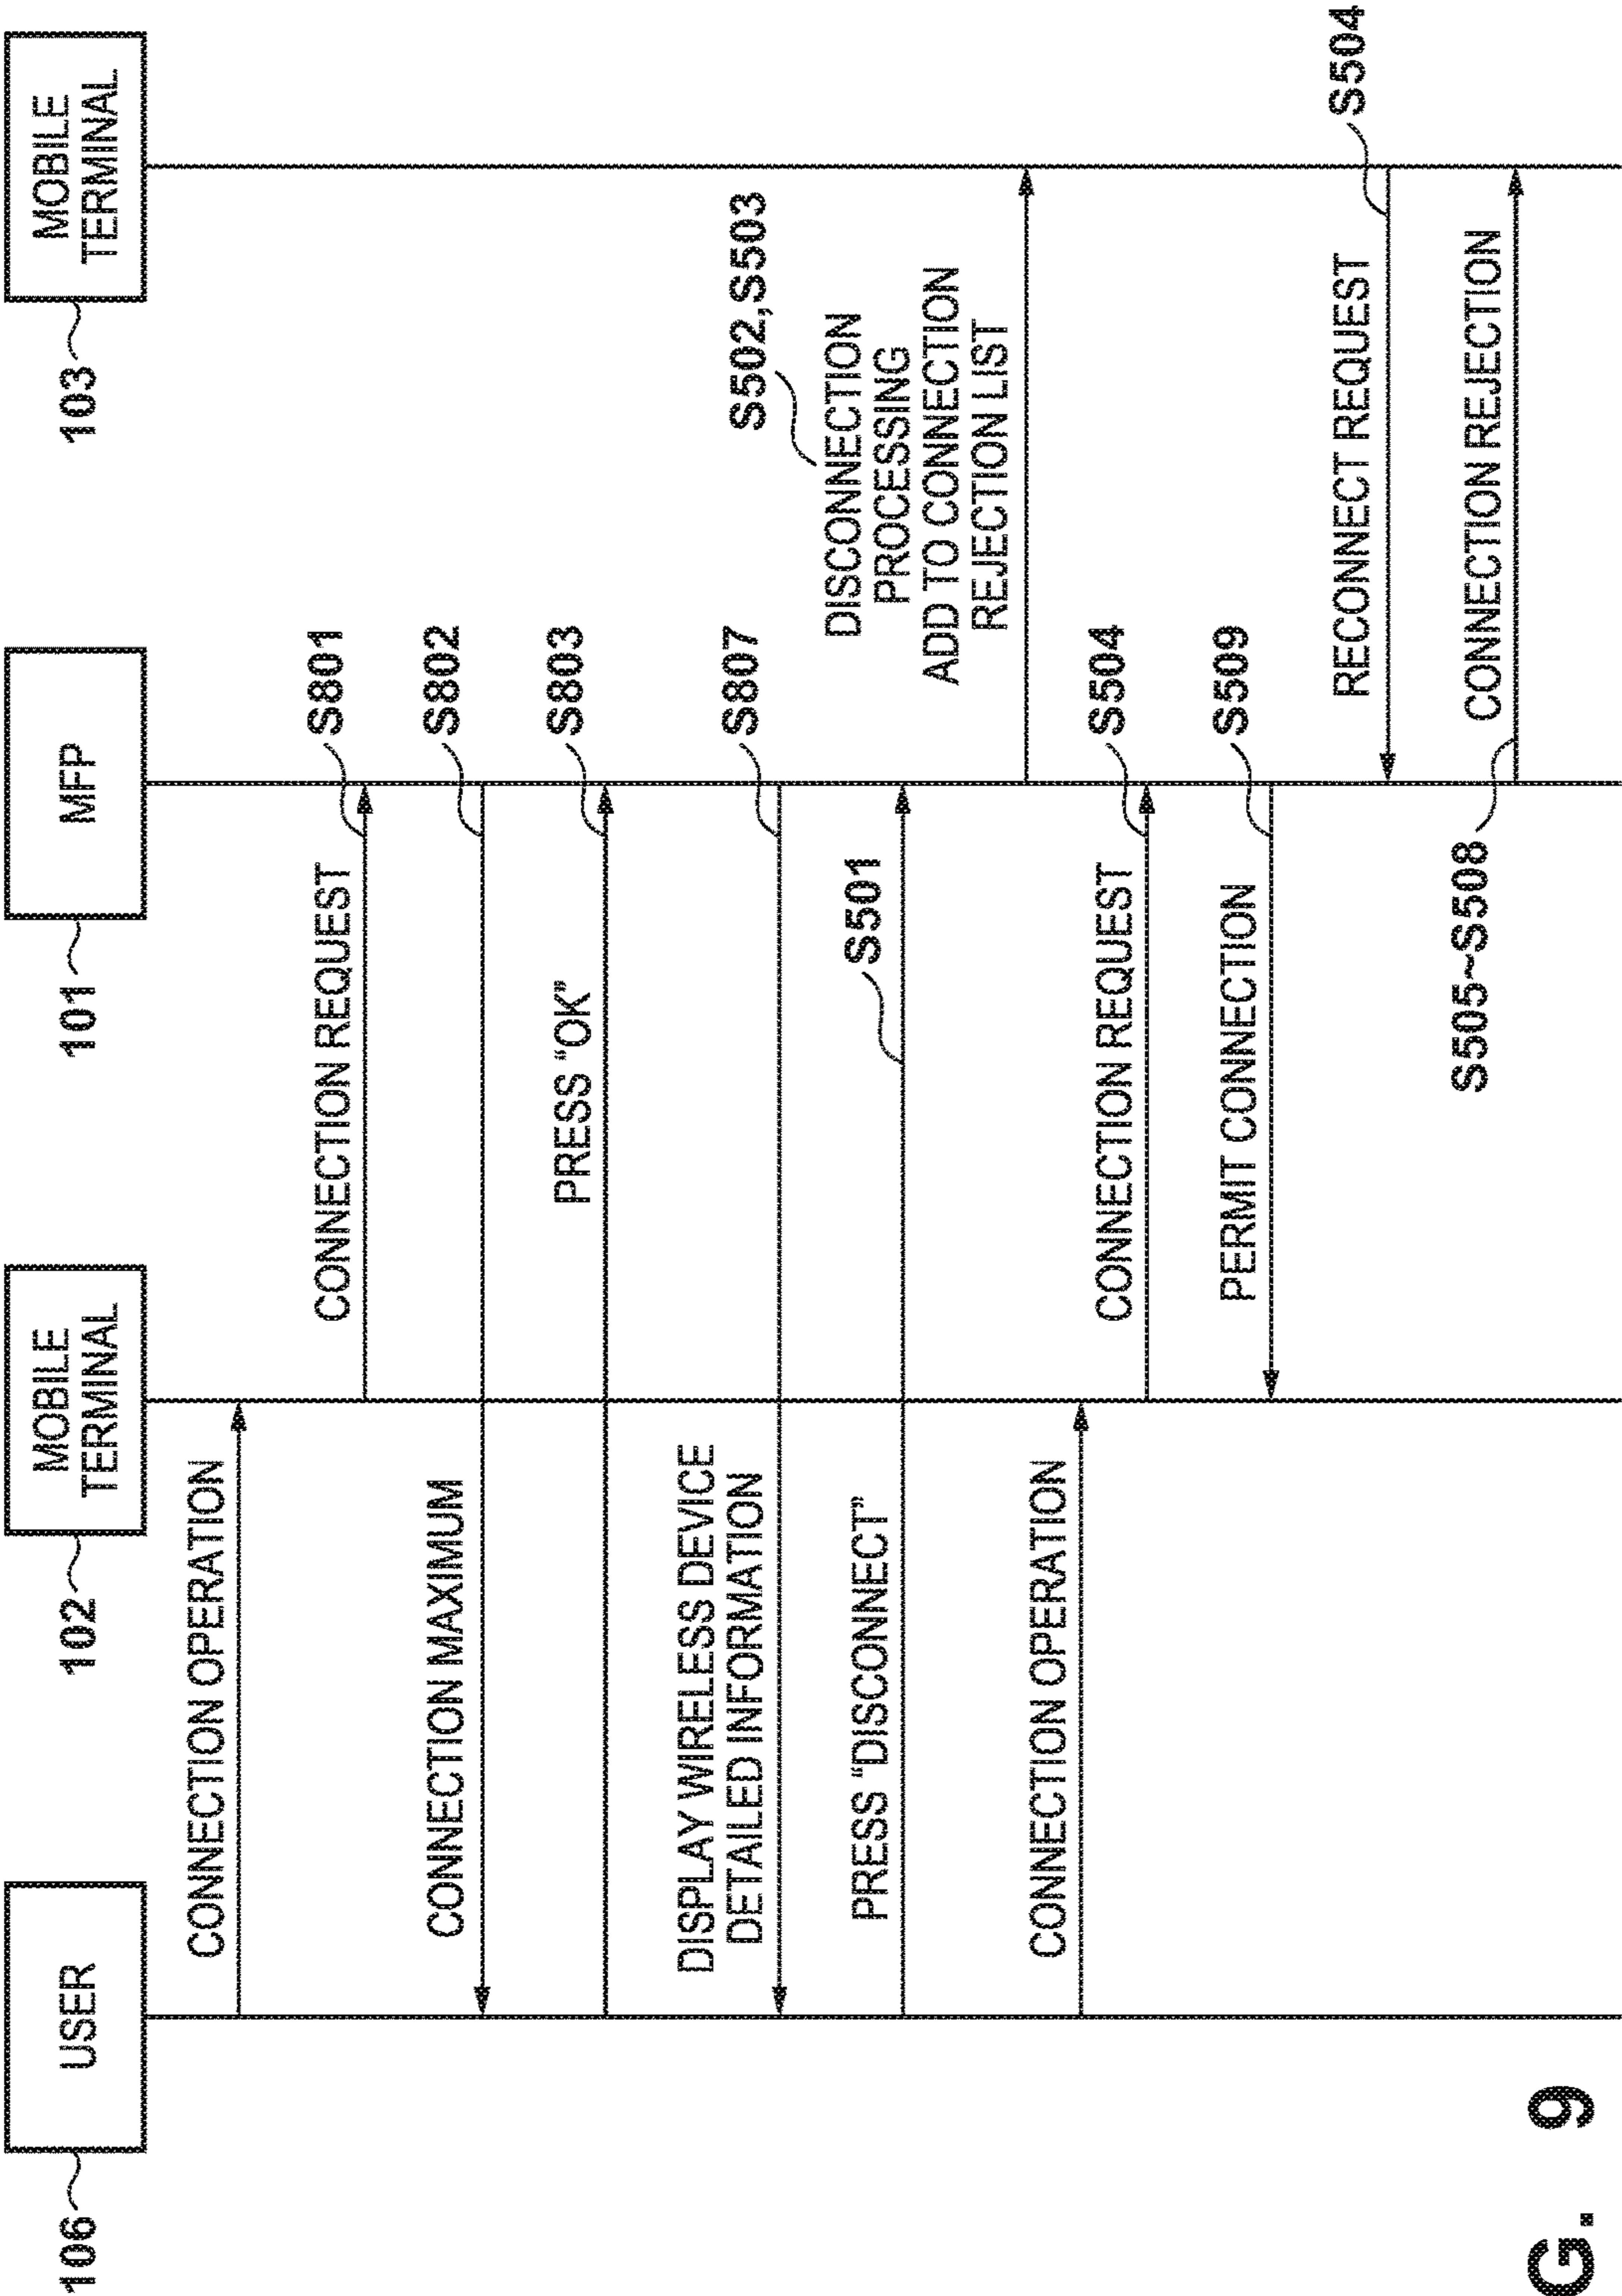 106
USER
102
MOBILE
TERMINAL
101
MFP
103
MOBILE
TERMINAL
CONNECTION OPERATION
CONNECTION REQUEST
S801
CONNECTION MAXIMUM
S802
PRESS “OK”
S803
DISPLAY WIRELESS DEVICE
DETAILED INFORMATION
S807
PRESS “DISCONNECT”
S501
S502,S503
DISCONNECTION
PROCESSING
ADD TO CONNECTION
REJECTION LIST
CONNECTION OPERATION
CONNECTION REQUEST
S504
PERMIT CONNECTION
S509
RECONNECT REQUEST
S504
S505~S508
CONNECTION REJECTION
G. 9